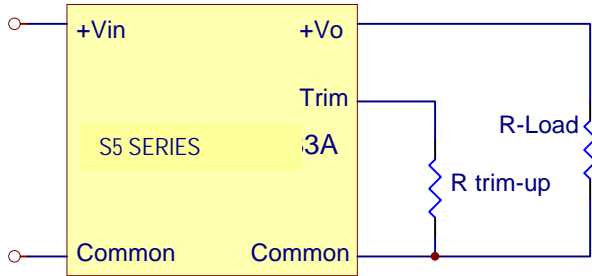 +Vin
+Vo
Trim
R-Load
S5 SERIES
3A
R trim-up
Common
Common